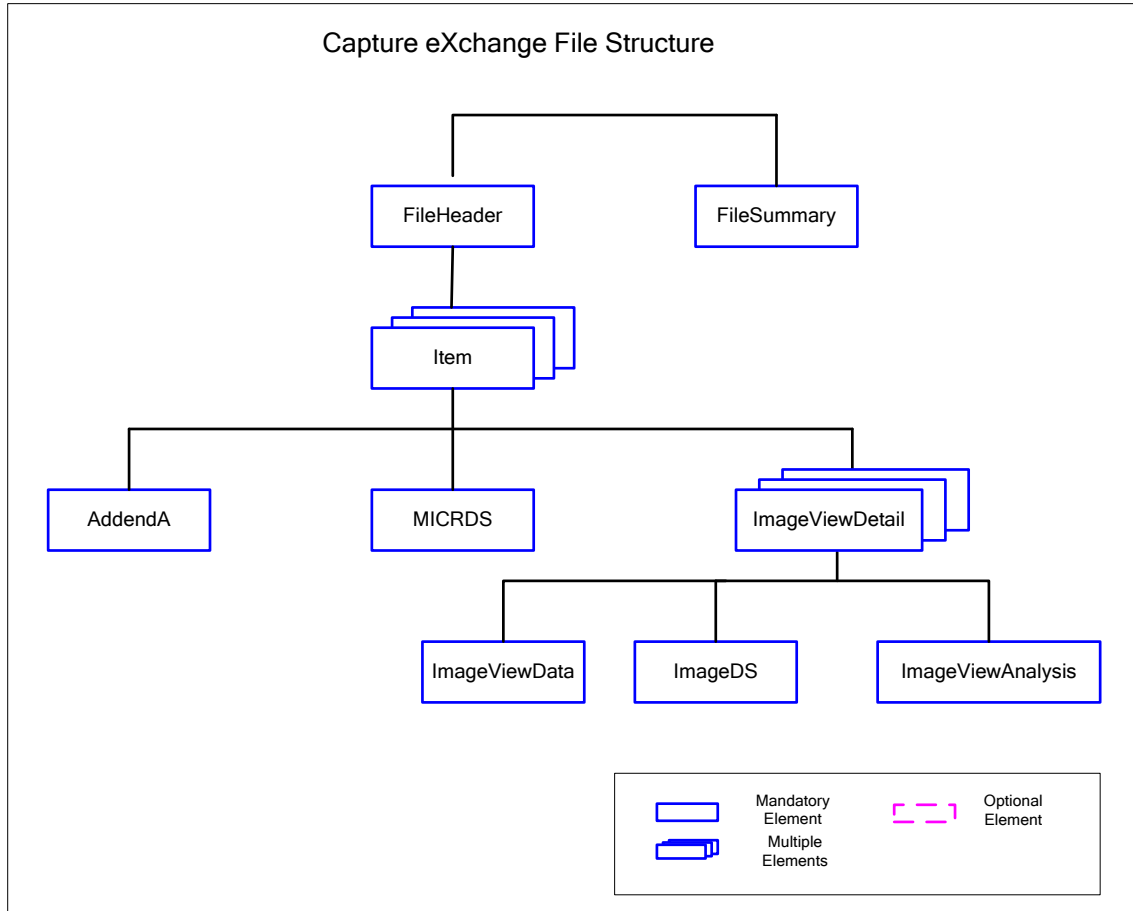 Capture eXchange File Structure
FileHeader
FileSummary
Item
AddendA
MICRDS
ImageViewDetail
ImageViewData
ImageDS
ImageViewAnalysis
Mandatory
Element
Optional
Element
Multiple
Elements